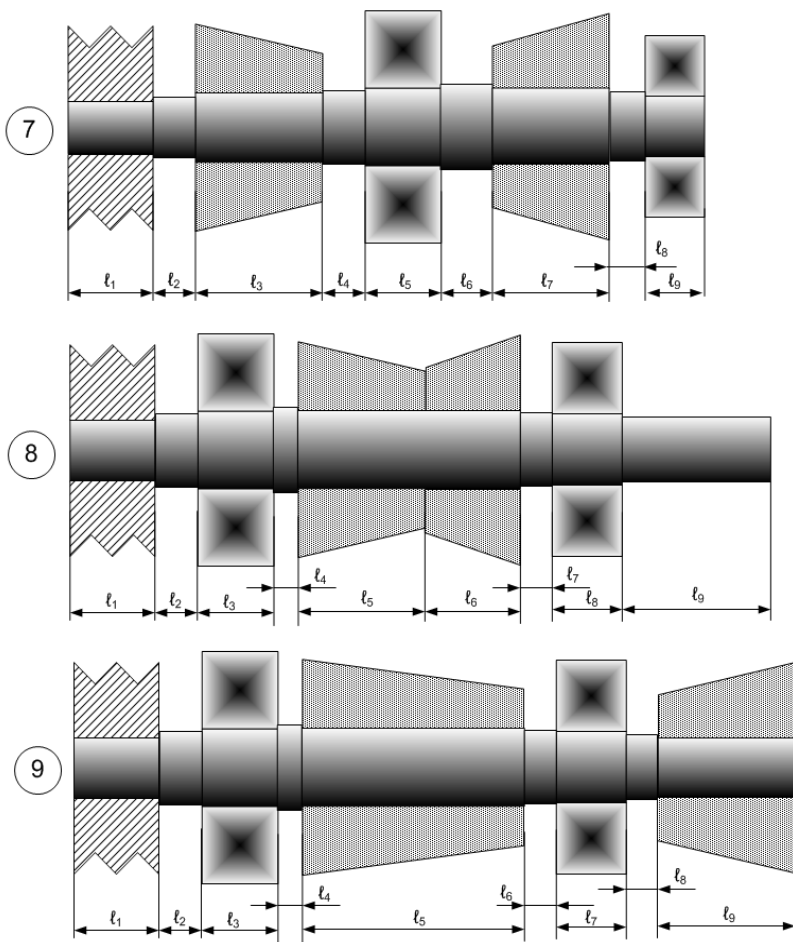 7
ℓ₈
ℓ₁ ℓ₂ ℓ₃ ℓ₄ ℓ₅ ℓ₆ ℓ₇ ℓ₉
8
ℓ₄ ℓ₇
ℓ₁ ℓ₂ ℓ₃ ℓ₅ ℓ₆ ℓ₈ ℓ₉
9
ℓ₄ ℓ₆ ℓ₈
ℓ₁ ℓ₂ ℓ₃ ℓ₅ ℓ₇ ℓ₉